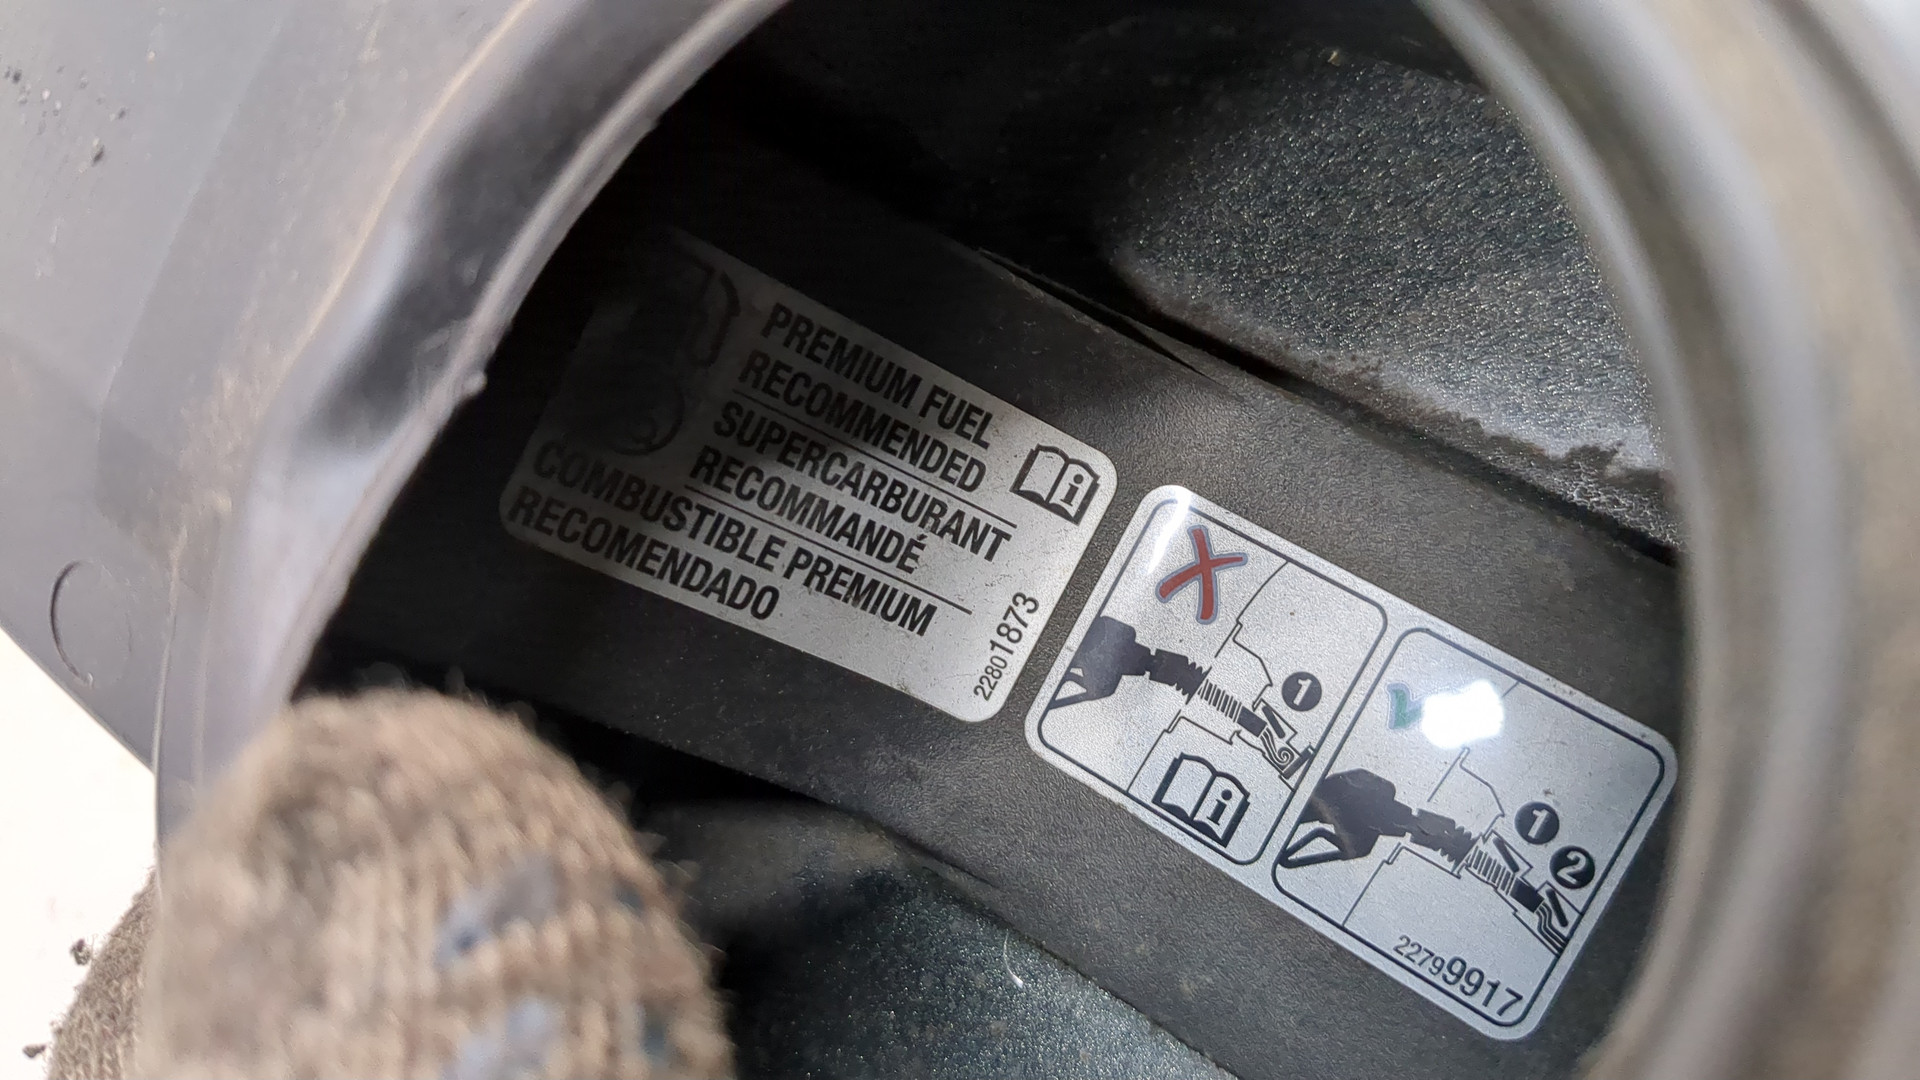 PREMIUM FUEL
RECOMMENDED
SUPERCARBURANT
RECOMMANDÉ
COMBUSTIBLE PREMIUM
RECOMENDADO
22801873
1
1
2
22799917